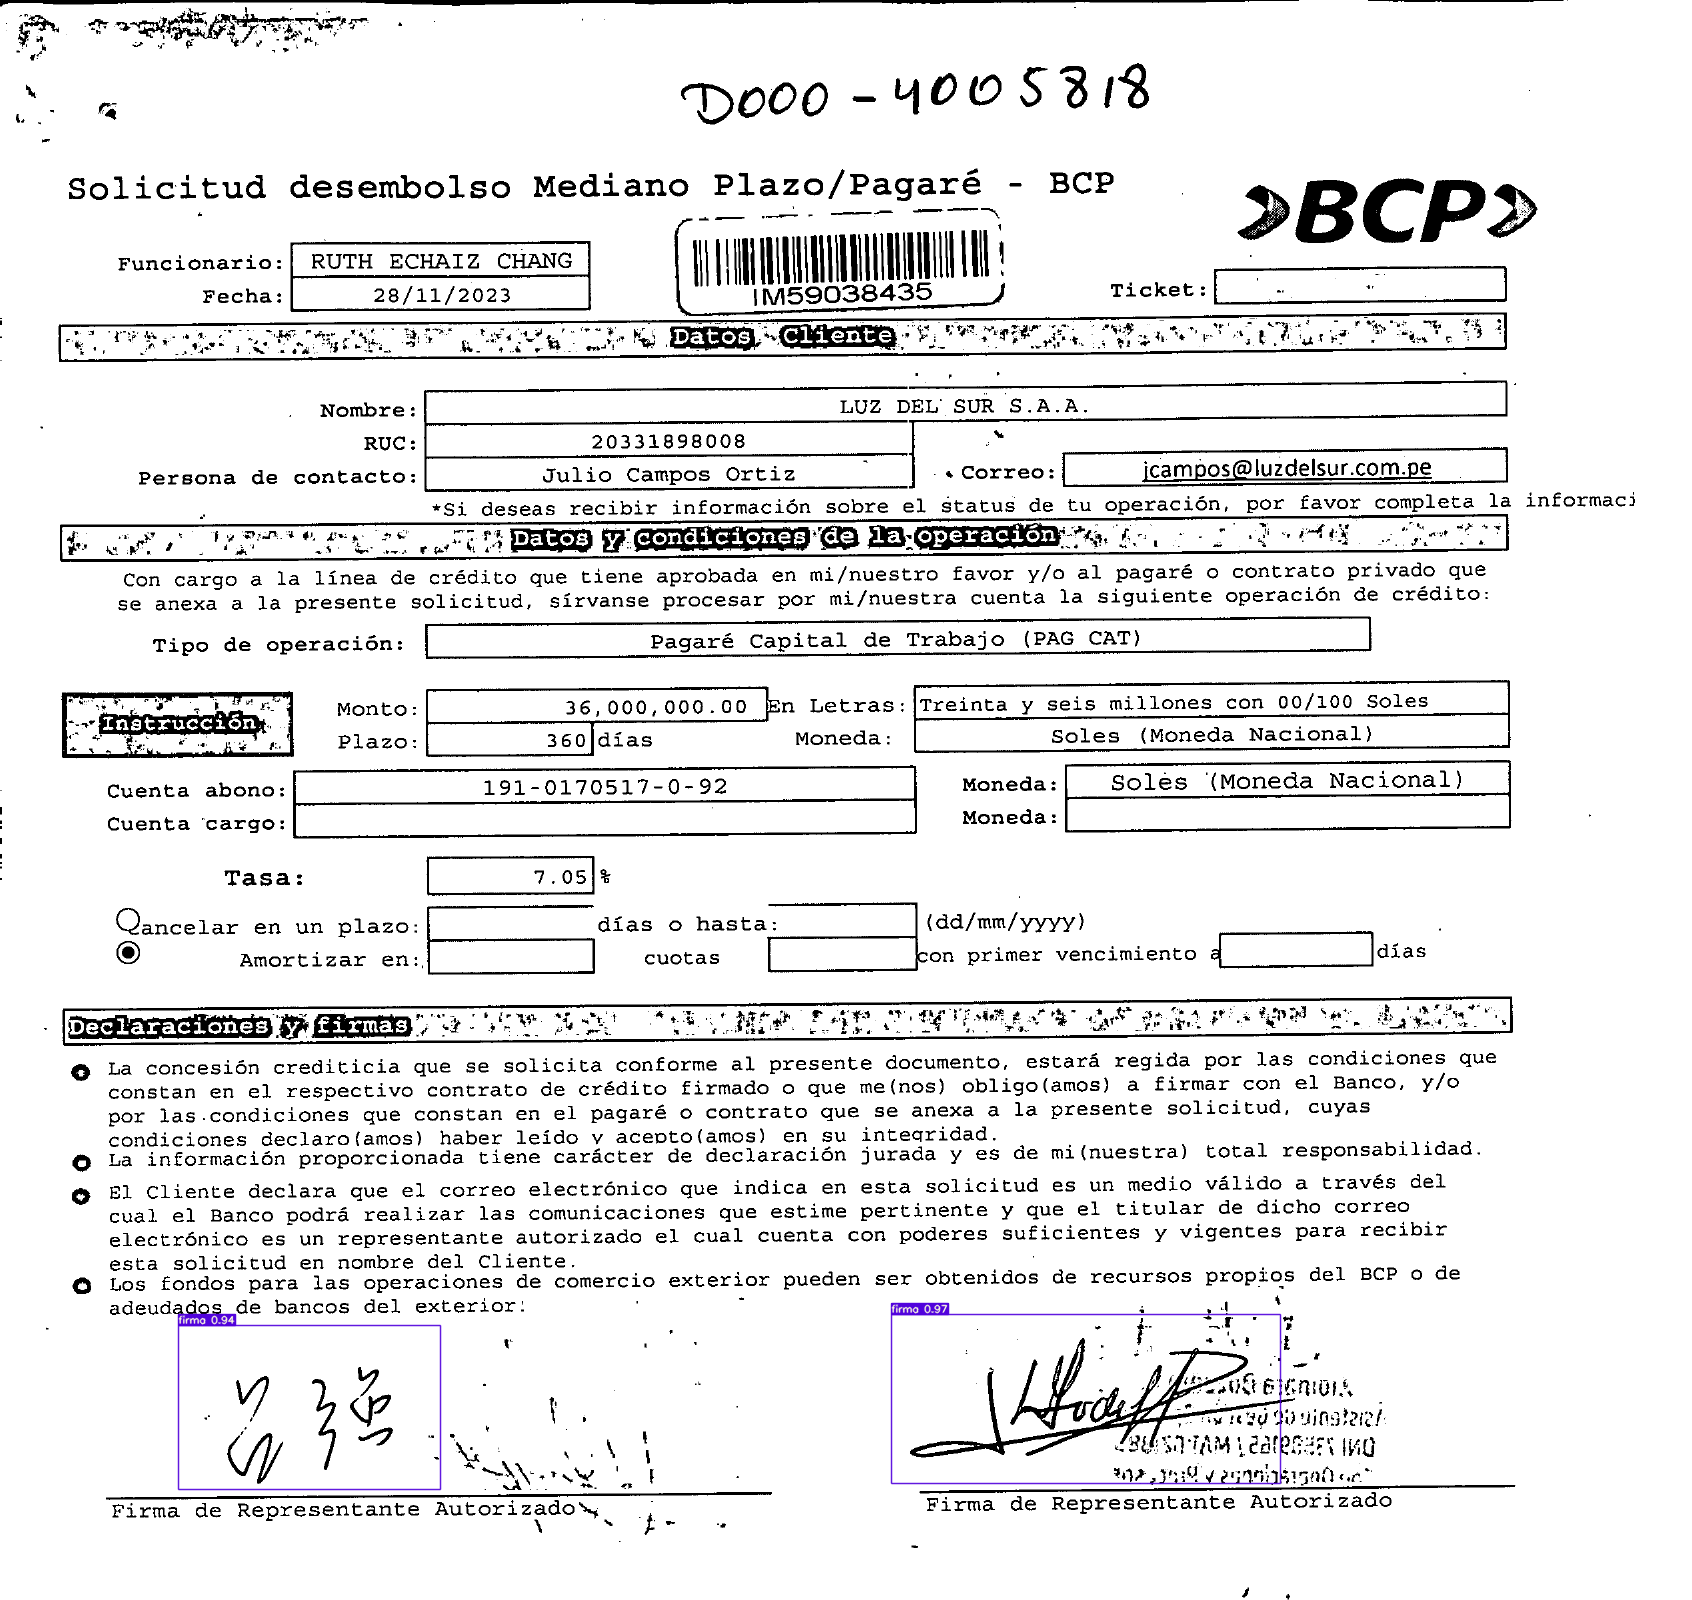 D000-4005818
Solicitud desembolso Mediano Plazo/Pagaré - BCP
BCP
Funcionario: RUTH ECHAIZ CHANG
Fecha: 28/11/2023
IM59038435
Ticket:
Datos Cliente
Nombre: LUZ DEL SUR S.A.A.
RUC: 20331898008
Persona de contacto: Julio Campos Ortiz Correo: jcampos@luzdelsur.com.pe
*Si deseas recibir información sobre el status de tu operación, por favor completa la informaci
Datos y condiciones de la operación
Con cargo a la línea de crédito que tiene aprobada en mi/nuestro favor y/o al pagaré o contrato privado que
se anexa a la presente solicitud, sírvanse procesar por mi/nuestra cuenta la siguiente operación de crédito:
Tipo de operación: Pagaré Capital de Trabajo (PAG CAT)
Instrucción
Monto: 36,000,000.00 En Letras: Treinta y seis millones con 00/100 Soles
Plazo: 360 días Moneda: Soles (Moneda Nacional)
Cuenta abono: 191-0170517-0-92 Moneda: Soles (Moneda Nacional)
Cuenta cargo: Moneda:
Tasa: 7.05 %
ancelar en un plazo: días o hasta: (dd/mm/yyyy)
Amortizar en: cuotas con primer vencimiento a días
Declaraciones y firmas
La concesión crediticia que se solicita conforme al presente documento, estará regida por las condiciones que
constan en el respectivo contrato de crédito firmado o que me(nos) obligo(amos) a firmar con el Banco, y/o
por las condiciones que constan en el pagaré o contrato que se anexa a la presente solicitud, cuyas
condiciones declaro(amos) haber leído y acepto(amos) en su integridad.
La información proporcionada tiene carácter de declaración jurada y es de mi(nuestra) total responsabilidad.
El Cliente declara que el correo electrónico que indica en esta solicitud es un medio válido a través del
cual el Banco podrá realizar las comunicaciones que estime pertinente y que el titular de dicho correo
electrónico es un representante autorizado el cual cuenta con poderes suficientes y vigentes para recibir
esta solicitud en nombre del Cliente.
Los fondos para las operaciones de comercio exterior pueden ser obtenidos de recursos propios del BCP o de
adeudados de bancos del exterior.
firma 0.94
firma 0.97
Firma de Representante Autorizado
Firma de Representante Autorizado